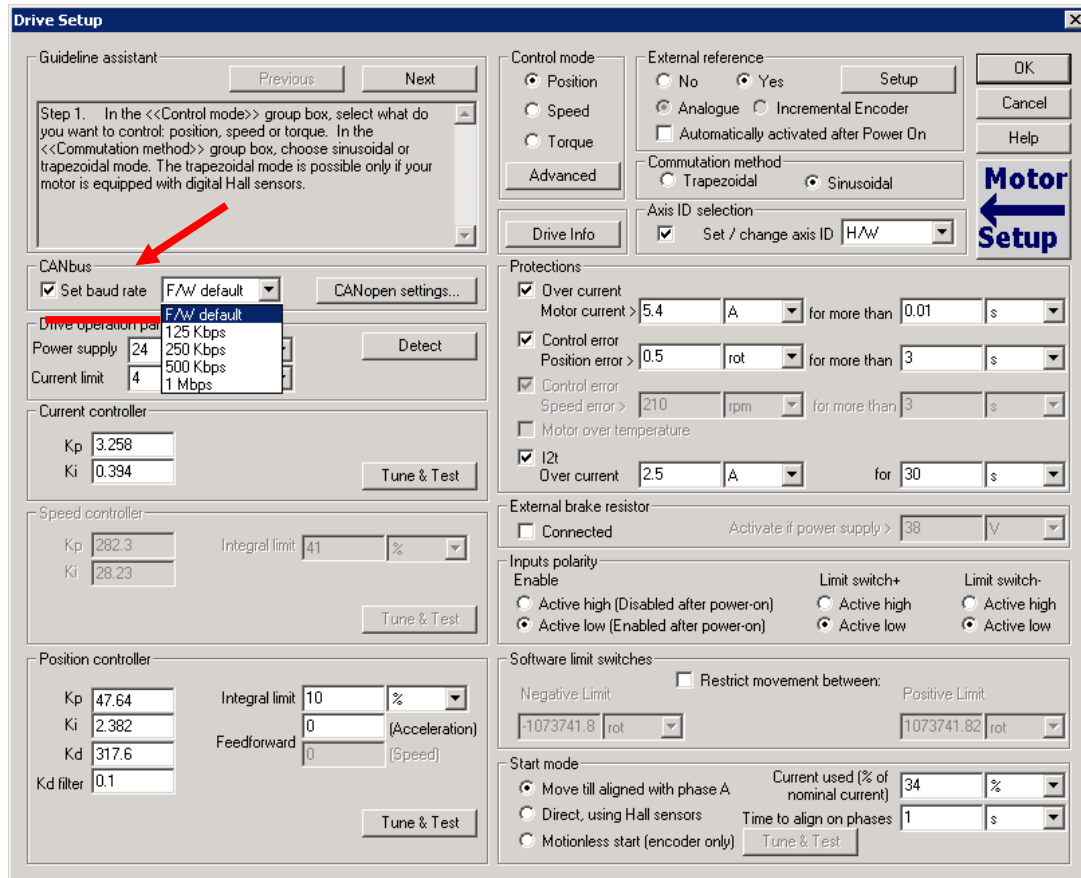 Drive Setup
Guideline assistant
Previous
Next
Step 1. In the <<Control mode>> group box, select what do
you want to control: position, speed or torque. In the
<<Commutation method>> group box, choose sinusoidal or
trapezoidal mode. The trapezoidal mode is possible only if your
motor is equipped with digital Hall sensors.
CANbus
Set baud rate F/W default CANopen settings...
F/W default
125 Kbps
250 Kbps
500 Kbps
1 Mbps
Drive operation
Power supply 24 Detect
Current limit 4
Current controller
Kp 3.258
Ki 0.394
Tune & Test
Speed controller
Kp 282.3 Integral limit 41 %
Ki 28.23
Tune & Test
Position controller
Kp 47.64 Integral limit 10 %
Ki 2.382 Feedforward 0 (Acceleration)
Kd 317.6 0 (Speed)
Kd filter 0.1
Tune & Test
Control mode
Position
Speed
Torque
Advanced
Drive Info
External reference
No Yes Setup
Analogue Incremental Encoder
Automatically activated after Power On
Commutation method
Trapezoidal Sinusoidal
Axis ID selection
Set / change axis ID H/W
OK
Cancel
Help
Motor
Setup
Protections
Over current
Motor current > 5.4 A for more than 0.01 s
Control error
Position error > 0.5 rot for more than 3 s
Control error
Speed error > 210 rpm for more than 3 s
Motor over temperature
I2t
Over current 2.5 A for 30 s
External brake resistor
Connected Activate if power supply > 38 V
Inputs polarity
Enable Limit switch+ Limit switch-
Active high (Disabled after power-on) Active high Active high
Active low (Enabled after power-on) Active low Active low
Software limit switches
Restrict movement between:
Negative Limit Positive Limit
-1073741.8 rot 1073741.82 rot
Start mode
Move till aligned with phase A
Direct, using Hall sensors
Motionless start (encoder only)
Current used (% of
nominal current) 34 %
Time to align on phases 1 s
Tune & Test